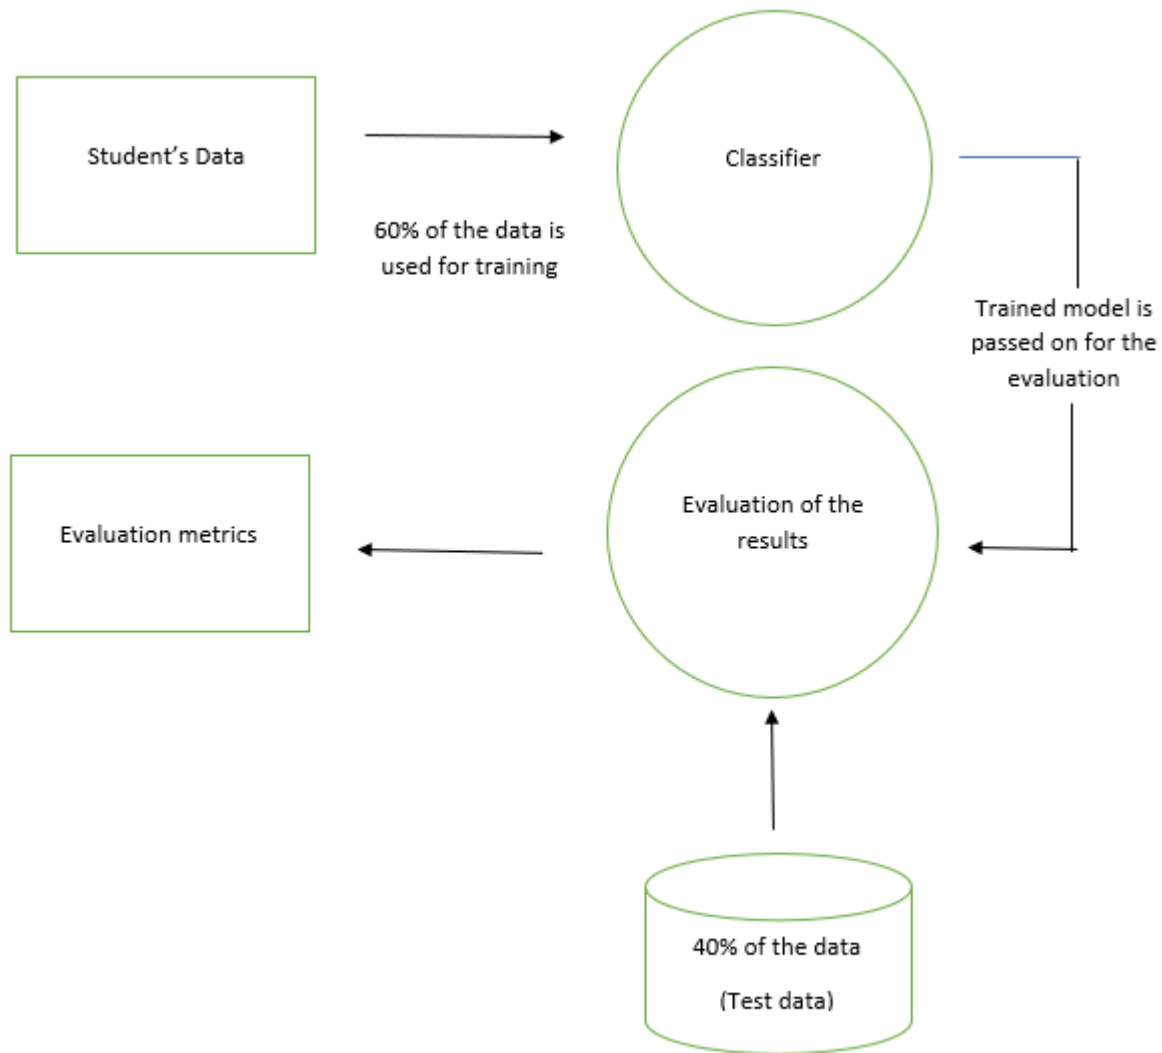 Student’s Data
Classifier
60% of the data is
used for training
Trained model is
passed on for the
evaluation
Evaluation metrics
Evaluation of the
results
40% of the data
(Test data)